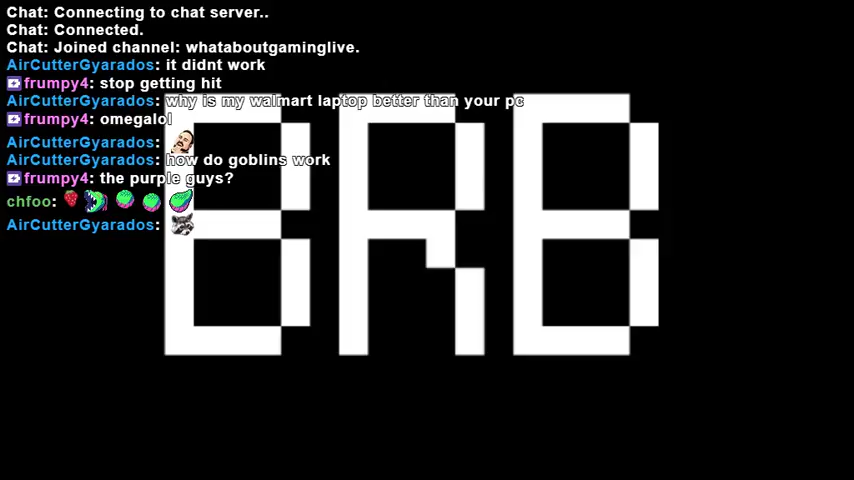 Chat: Connecting to chat server..
Chat: Connected.
Chat: Joined channel: whataboutgaminglive.
AirCutterGyarados: it didnt work
frumpy4: stop getting hit
AirCutterGyarados: why is my walmart laptop better than your pc
frumpy4: omegalol
AirCutterGyarados:
AirCutterGyarados: how do goblins work
frumpy4: the purple guys?
chfoo:
AirCutterGyarados:
BRB